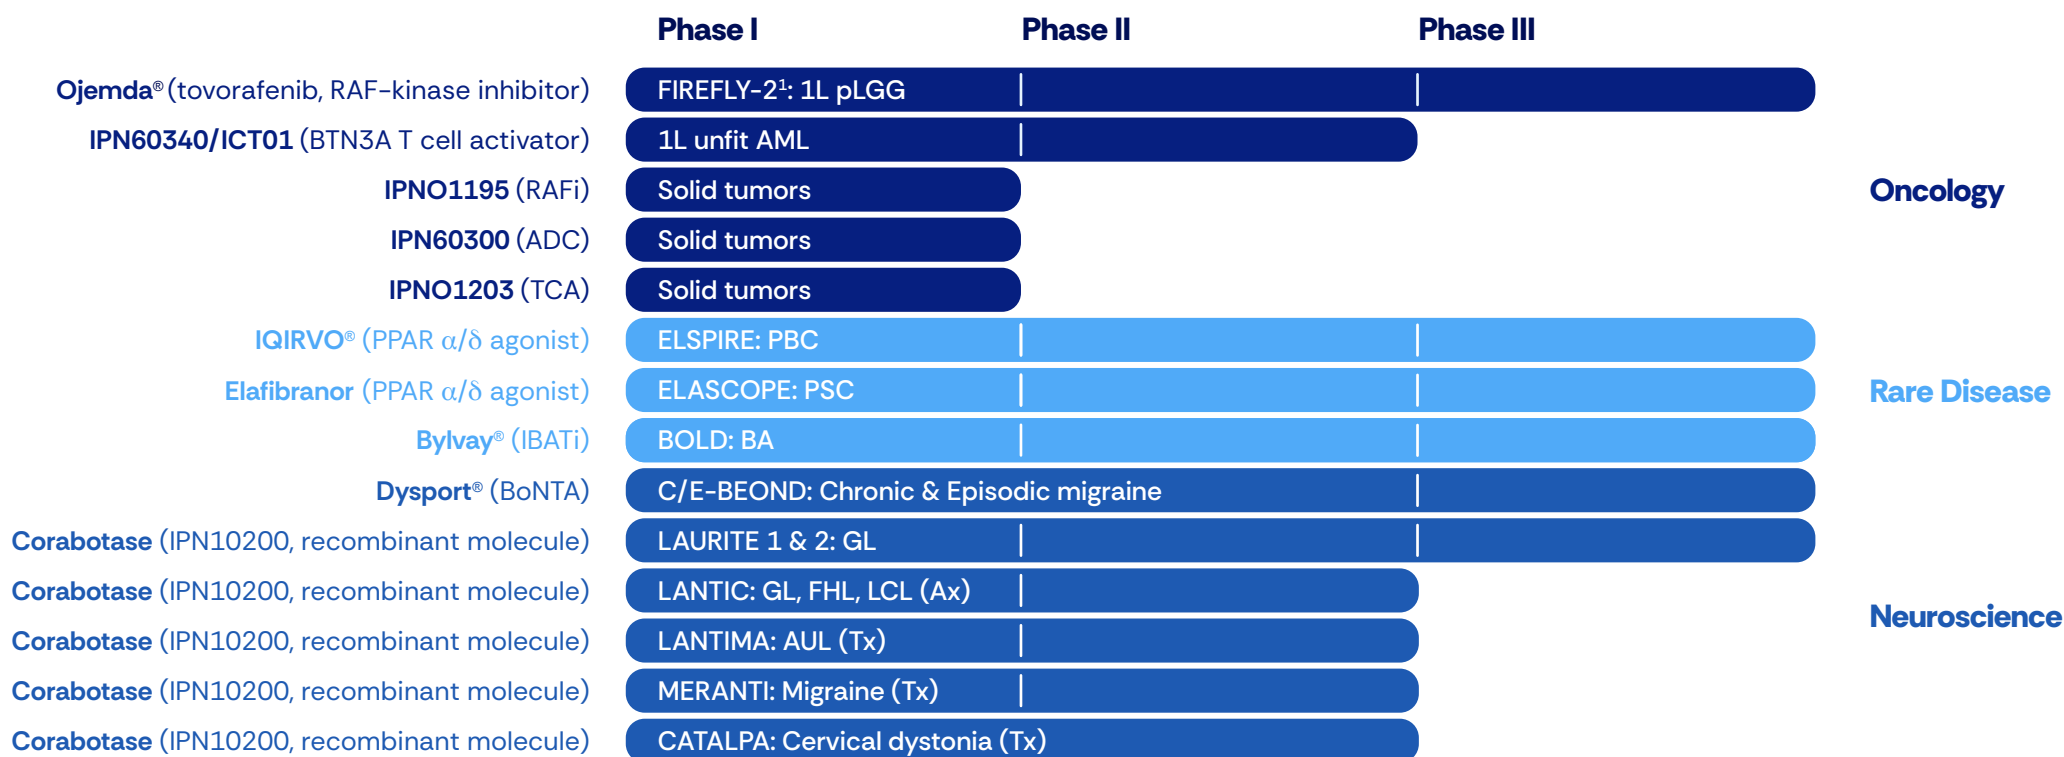 Phase I Phase II Phase III
Ojemda® (tovorafenib, RAF-kinase inhibitor) FIREFLY-2¹: 1L pLGG
IPN60340/ICT01 (BTN3A T cell activator) 1L unfit AML
IPNO1195 (RAFi) Solid tumors
Oncology
IPN60300 (ADC) Solid tumors
IPNO1203 (TCA) Solid tumors
IQIRVO® (PPAR α/δ agonist) ELSPIRE: PBC
Elafibranor (PPAR α/δ agonist) ELASCOPE: PSC
Rare Disease
Bylvay® (IBATi) BOLD: BA
Dysport® (BoNTA) C/E-BEOND: Chronic & Episodic migraine
Corabotase (IPN10200, recombinant molecule) LAURITE 1 & 2: GL
Corabotase (IPN10200, recombinant molecule) LANTIC: GL, FHL, LCL (Ax)
Neuroscience
Corabotase (IPN10200, recombinant molecule) LANTIMA: AUL (Tx)
Corabotase (IPN10200, recombinant molecule) MERANTI: Migraine (Tx)
Corabotase (IPN10200, recombinant molecule) CATALPA: Cervical dystonia (Tx)